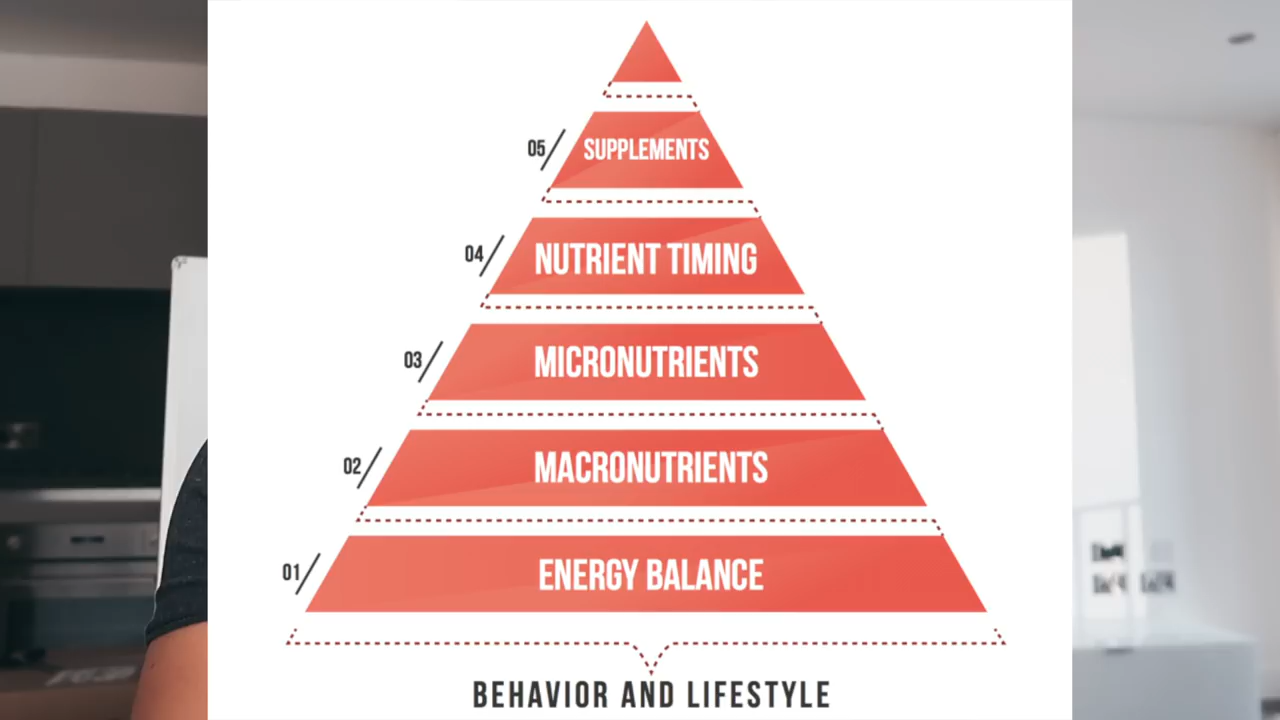 05 SUPPLEMENTS
04 NUTRIENT TIMING
03 MICRONUTRIENTS
02 MACRONUTRIENTS
01 ENERGY BALANCE
BEHAVIOR AND LIFESTYLE